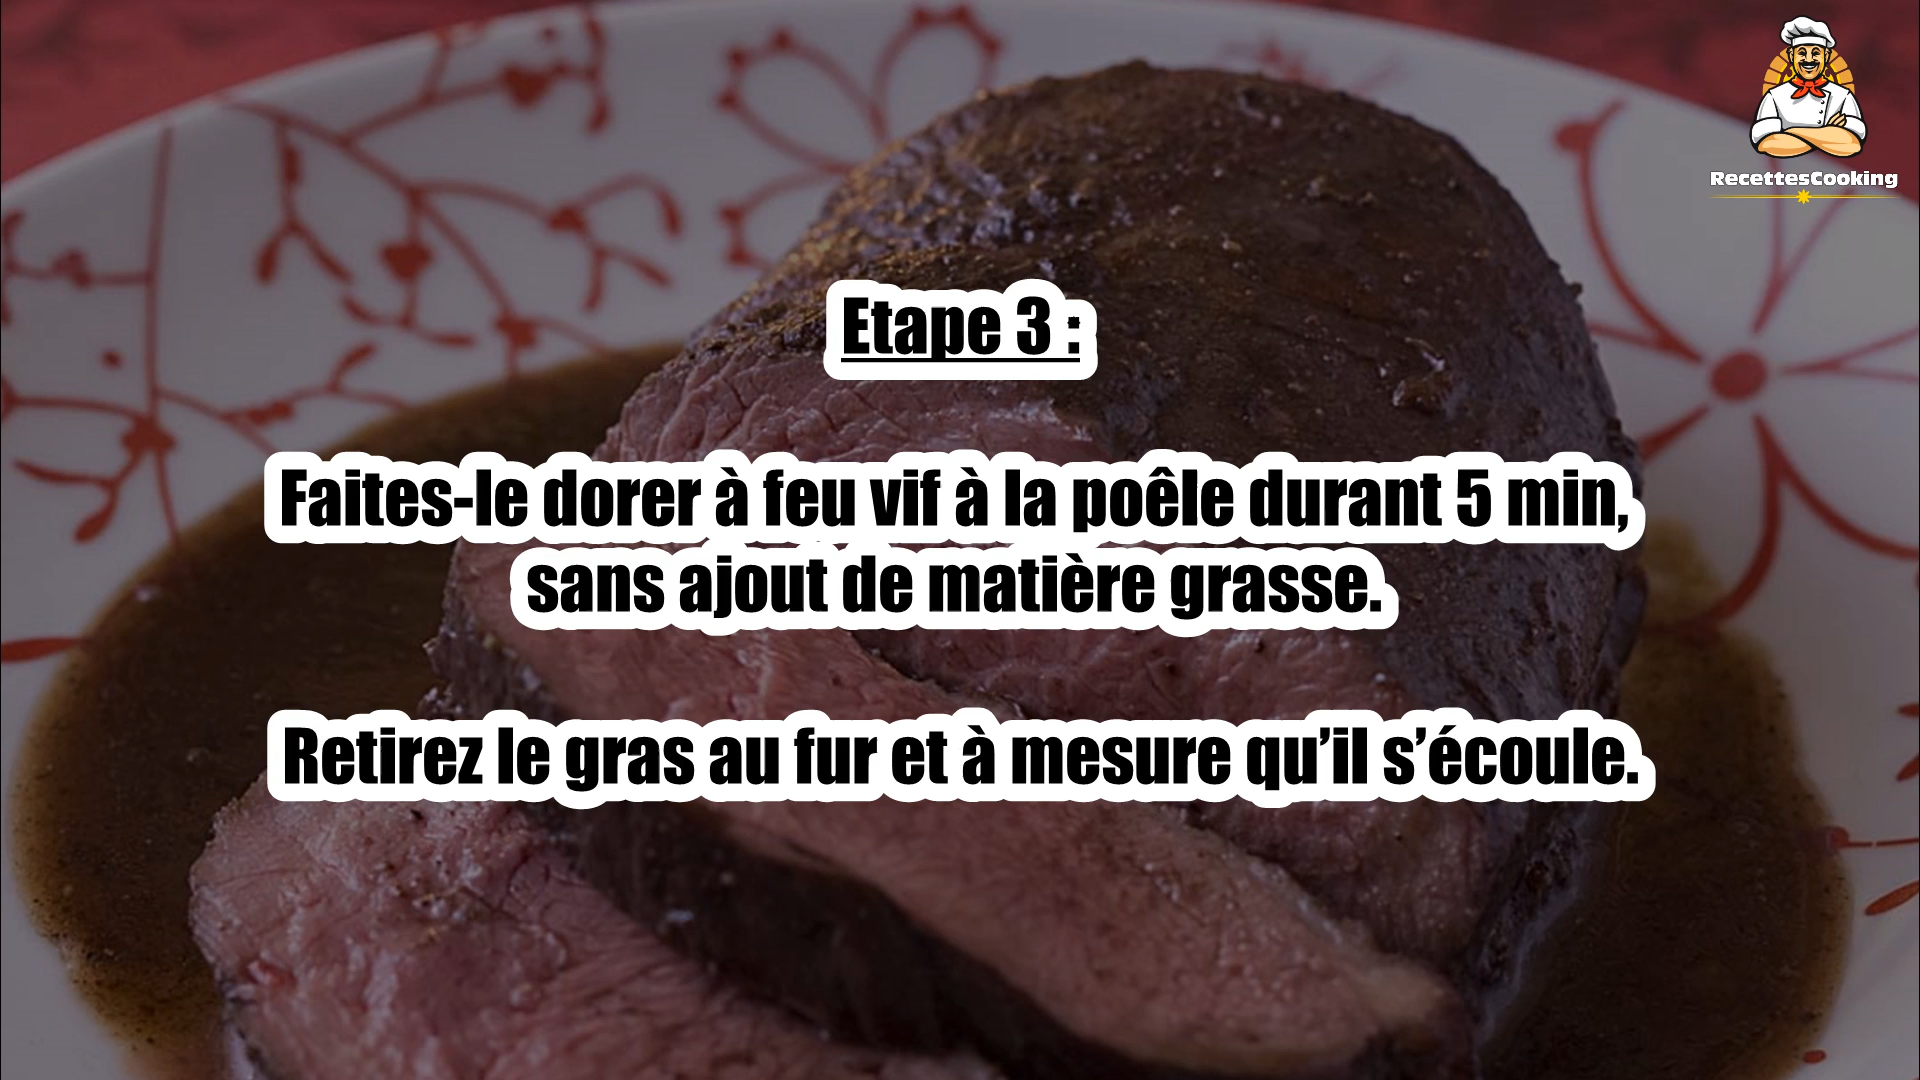 RecettesCooking
Etape 3 :
Faites-le dorer à feu vif à la poêle durant 5 min,
sans ajout de matière grasse.
Retirez le gras au fur et à mesure qu’il s’écoule.